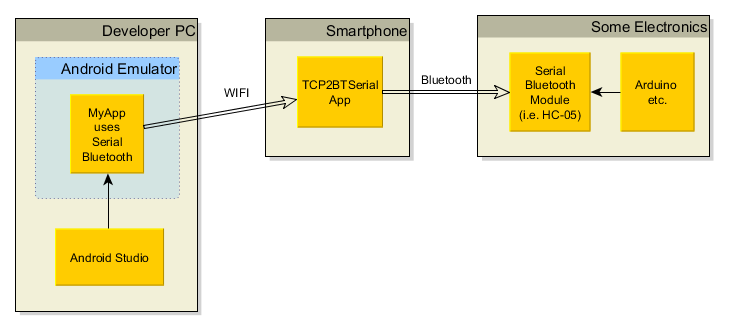 Developer PC
Android Emulator
MyApp
uses
Serial
Bluetooth
Android Studio
WIFI
Smartphone
TCP2BTSerial
App
Bluetooth
Some Electronics
Serial
Bluetooth
Module
(i.e. HC-05)
Arduino
etc.